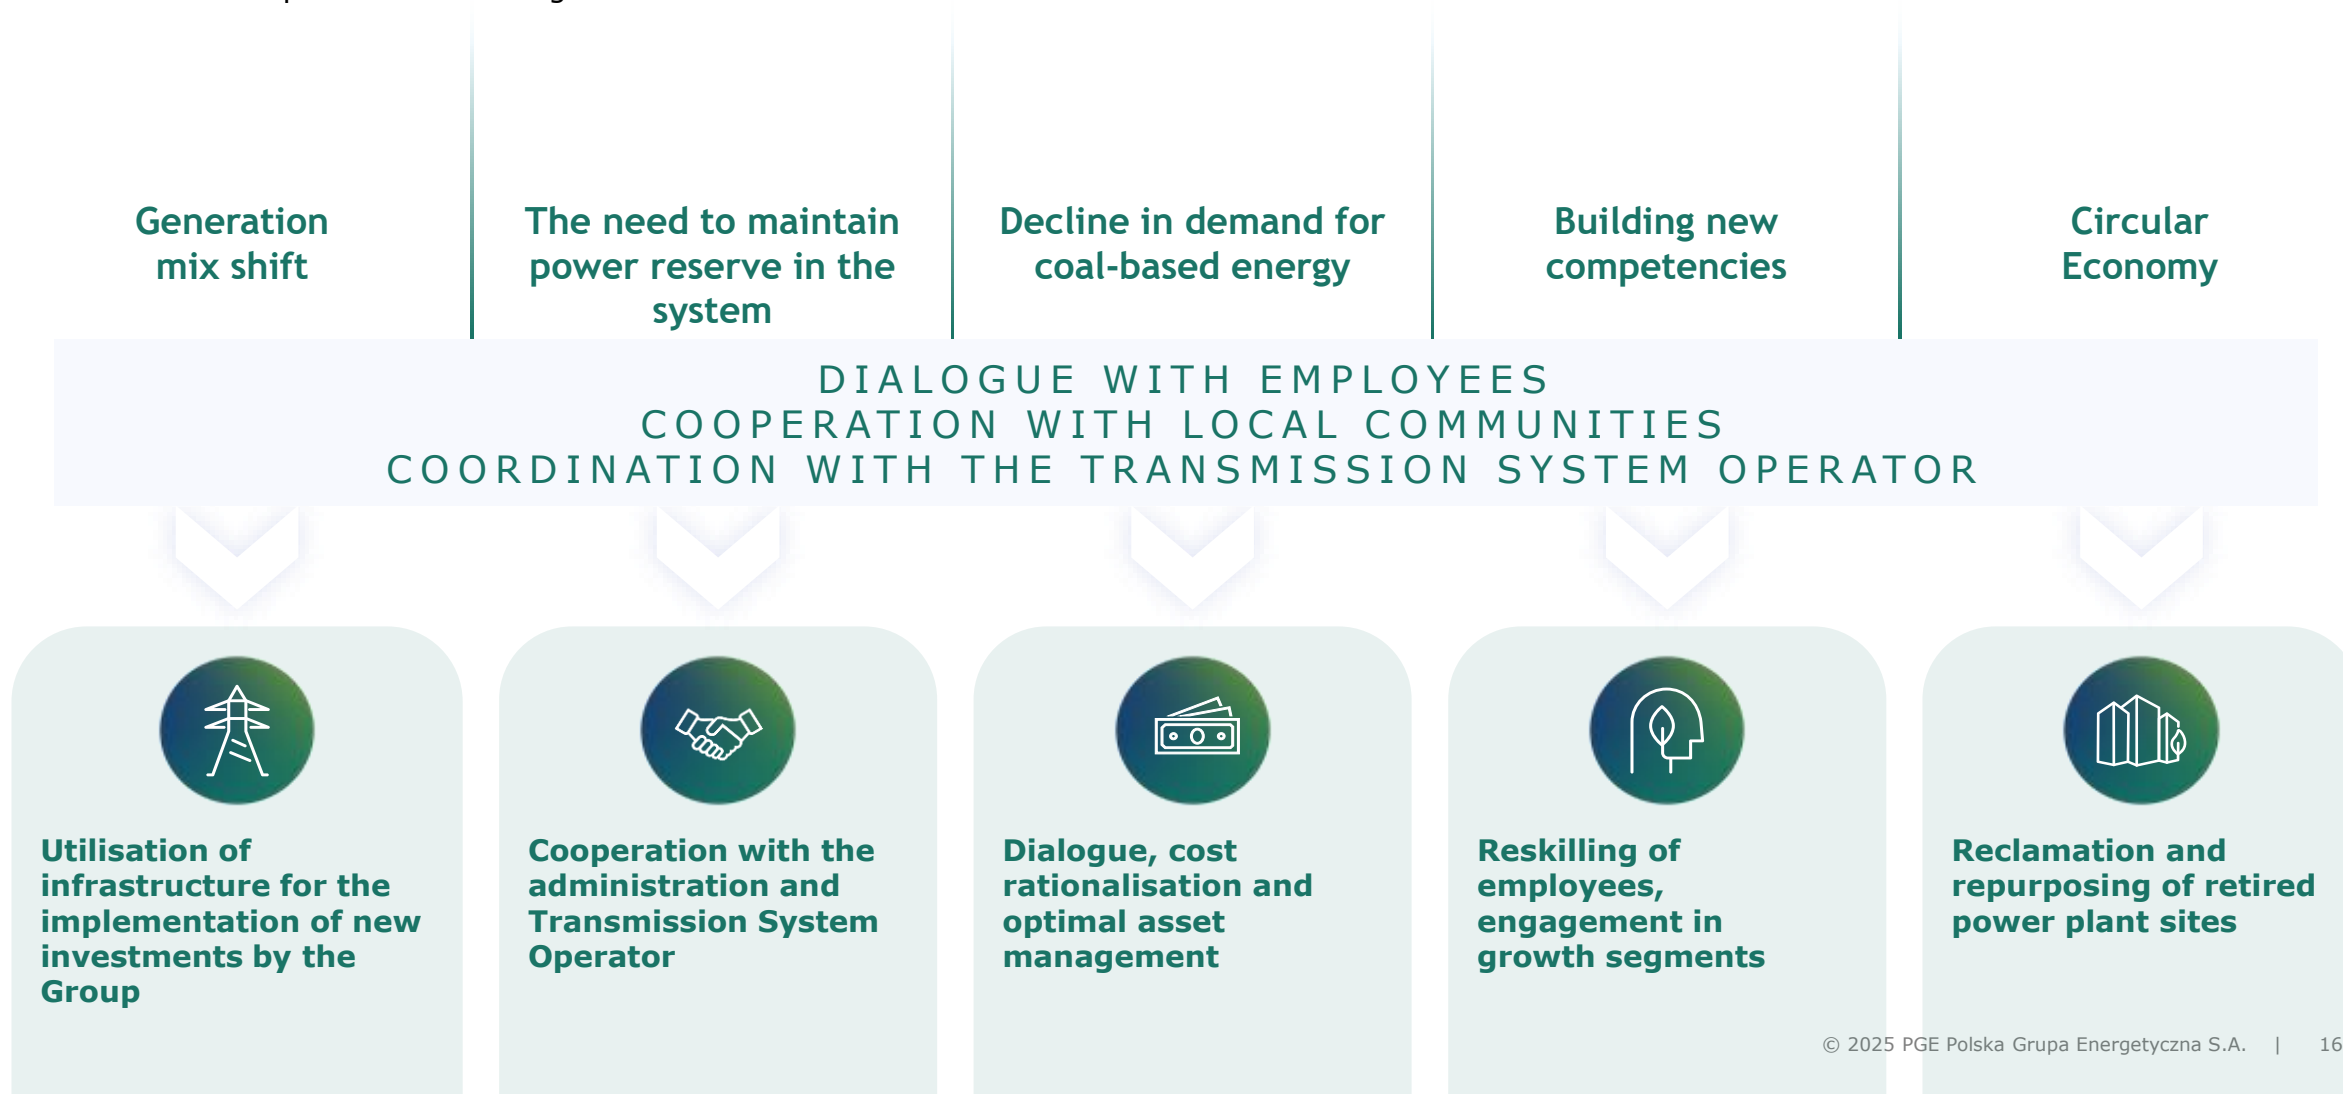 Generation
mix shift
The need to maintain
power reserve in the
system
Decline in demand for
coal-based energy
Building new
competencies
Circular
Economy
DIALOGUE WITH EMPLOYEES
COOPERATION WITH LOCAL COMMUNITIES
COORDINATION WITH THE TRANSMISSION SYSTEM OPERATOR
Utilisation of
infrastructure for the
implementation of new
investments by the
Group
Cooperation with the
administration and
Transmission System
Operator
Dialogue, cost
rationalisation and
optimal asset
management
Reskilling of
employees,
engagement in
growth segments
Reclamation and
repurposing of retired
power plant sites
© 2025 PGE Polska Grupa Energetyczna S.A. | 16